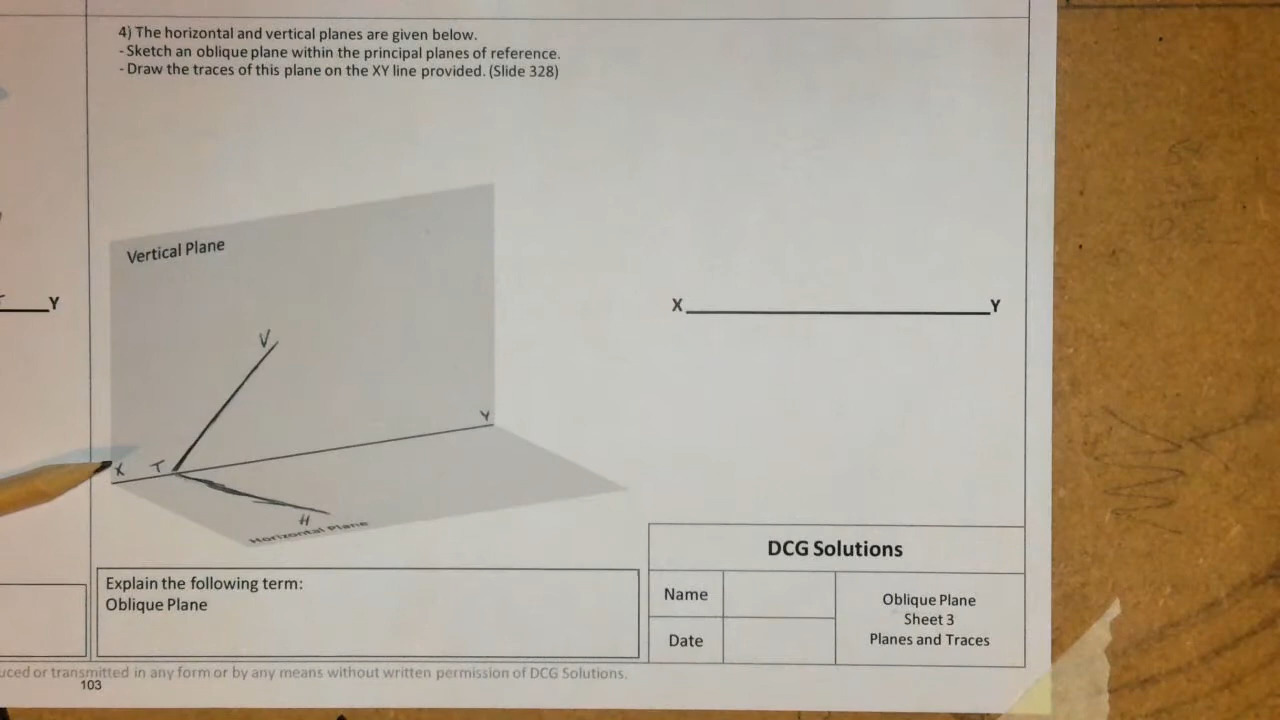 4) The horizontal and vertical planes are given below.
- Sketch an oblique plane within the principal planes of reference.
- Draw the traces of this plane on the XY line provided. (Slide 328)
Vertical Plane
Y
X
Y
V
Y
X
T
H
Horizontal Plane
DCG Solutions
Explain the following term:
Oblique Plane
Name
Date
Oblique Plane
Sheet 3
Planes and Traces
uced or transmitted in any form or by any means without written permission of DCG Solutions.
103